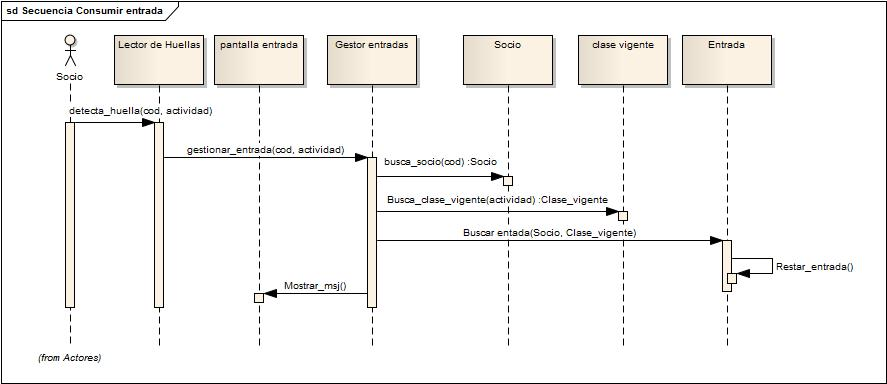 sd Secuencia Consumir entrada
Lector de Huellas
pantalla entrada
Gestor entradas
Socio
clase vigente
Entrada
Socio
detecta_huella(cod, actividad)
gestionar_entrada(cod, actividad)
busca_socio(cod) :Socio
Busca_clase_vigente(actividad) :Clase_vigente
Buscar entada(Socio, Clase_vigente)
Restar_entrada()
Mostrar_msj()
(from Actores)